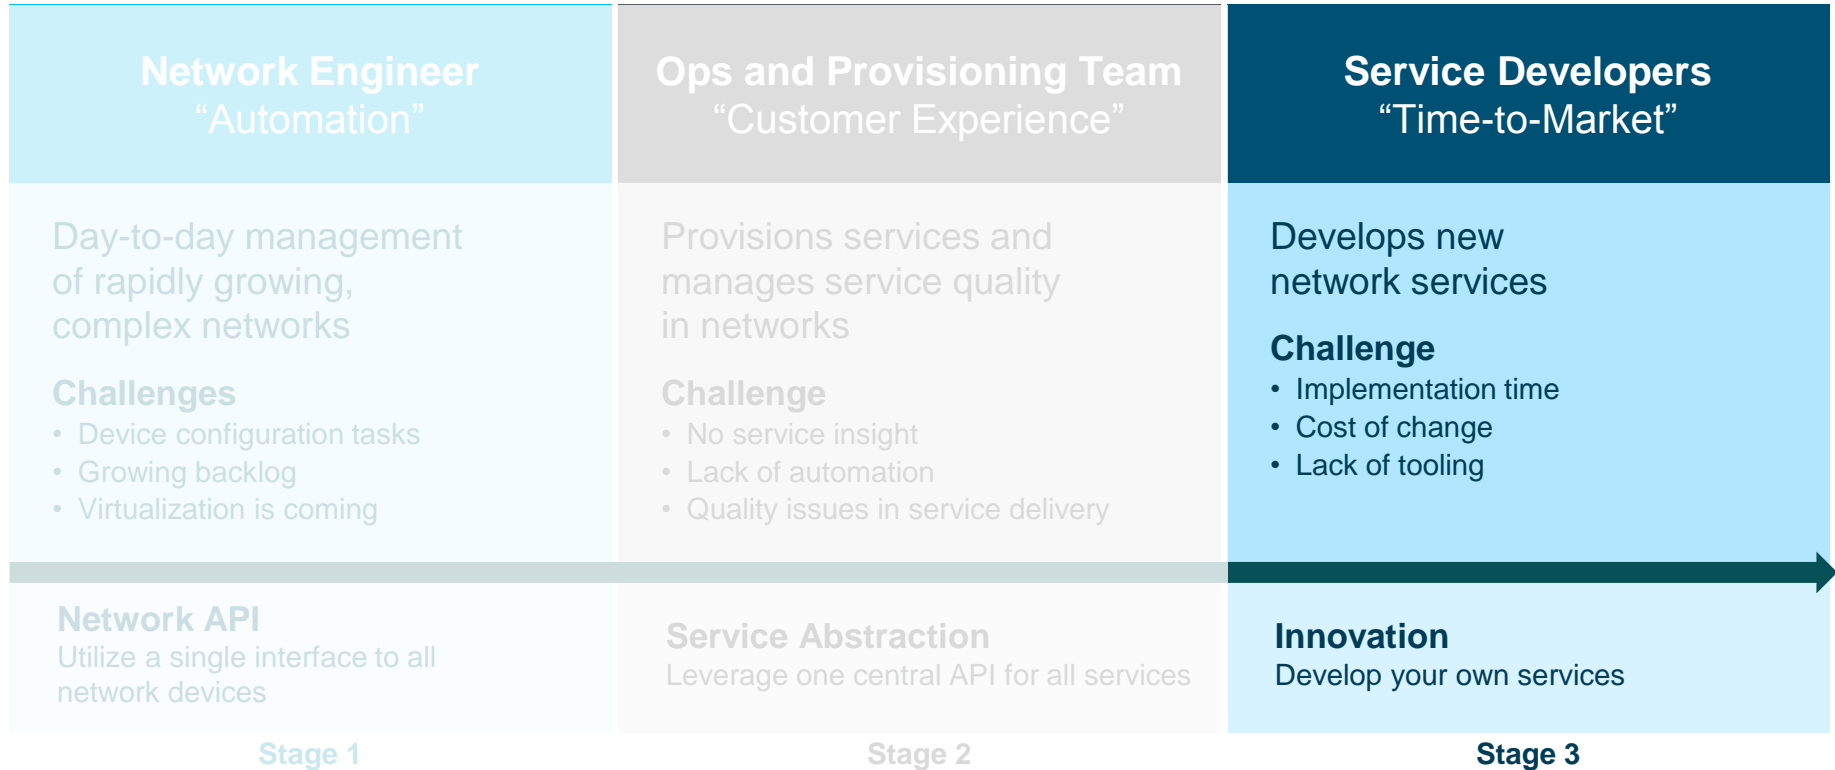 Network Engineer
“Automation”
Day-to-day management
of rapidly growing,
complex networks
Challenges
• Device configuration tasks
• Growing backlog
• Virtualization is coming
Network API
Utilize a single interface to all
network devices
Stage 1
Ops and Provisioning Team
“Customer Experience”
Provisions services and
manages service quality
in networks
Challenge
• No service insight
• Lack of automation
• Quality issues in service delivery
Service Abstraction
Leverage one central API for all services
Stage 2
Service Developers
“Time-to-Market”
Develops new
network services
Challenge
• Implementation time
• Cost of change
• Lack of tooling
Innovation
Develop your own services
Stage 3